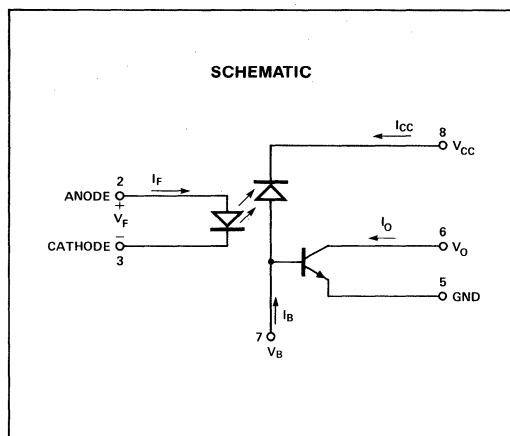 SCHEMATIC
I_CC
8
V_CC
2
I_F
ANODE
+
V_F
I_O
6
V_O
CATHODE
−
3
5
GND
I_B
7
V_B